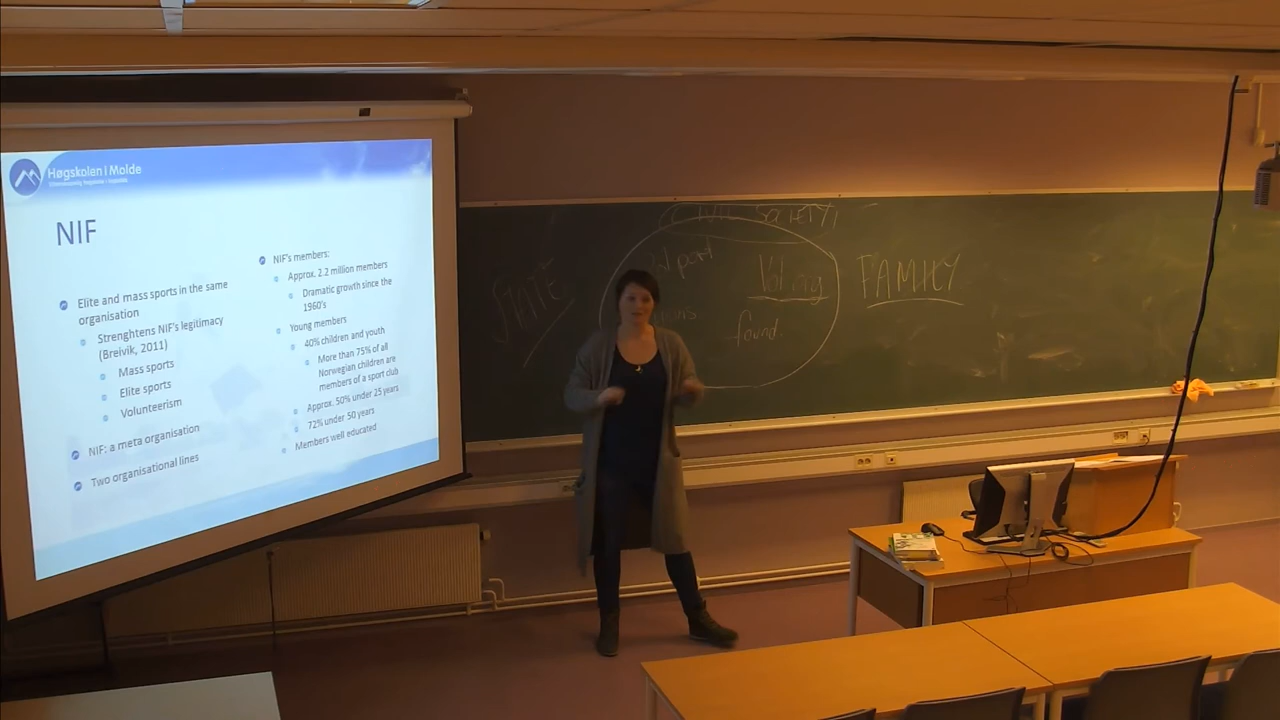 Høgskolen i Molde
NIF
Elite and mass sports in the same
organisation
Strenghtens NIF's legitimacy
(Breivik, 2011)
Mass sports
Elite sports
Volunteerism
NIF: a meta organisation
Two organisational lines
NIF's members:
Approx. 2.2 million members
Dramatic growth since the
1960's
Young members
40% children and youth
More than 75% of all
Norwegian children are
members of a sport club
Approx. 50% under 25 years
72% under 50 years
Members well educated
STATE
FAMILY
found.